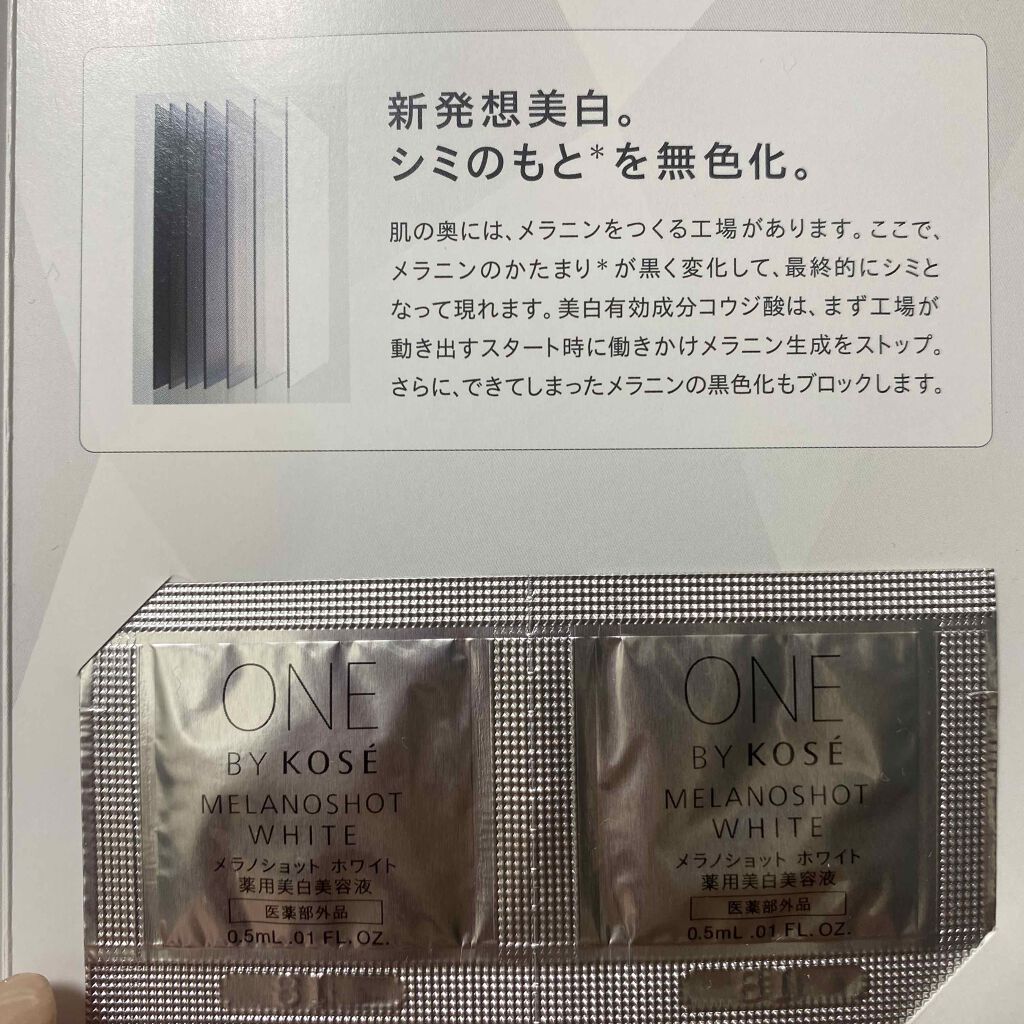 新発想美白。
シミのもと*を無色化。
肌の奥には、メラニンをつくる工場があります。ここで、
メラニンのかたまり*が黒く変化して、最終的にシミと
なって現れます。美白有効成分コウジ酸は、まず工場が
動き出すスタート時に働きかけメラニン生成をストップ。
さらに、できてしまったメラニンの黒色化もブロックします。
ONE
BY KOSÉ
MELANOSHOT
WHITE
メラノショット ホワイト
薬用美白美容液
医薬部外品
0.5mL .01 FL. OZ.
ONE
BY KOSÉ
MELANOSHOT
WHITE
メラノショット ホワイト
薬用美白美容液
医薬部外品
0.5mL .01 FL. OZ.